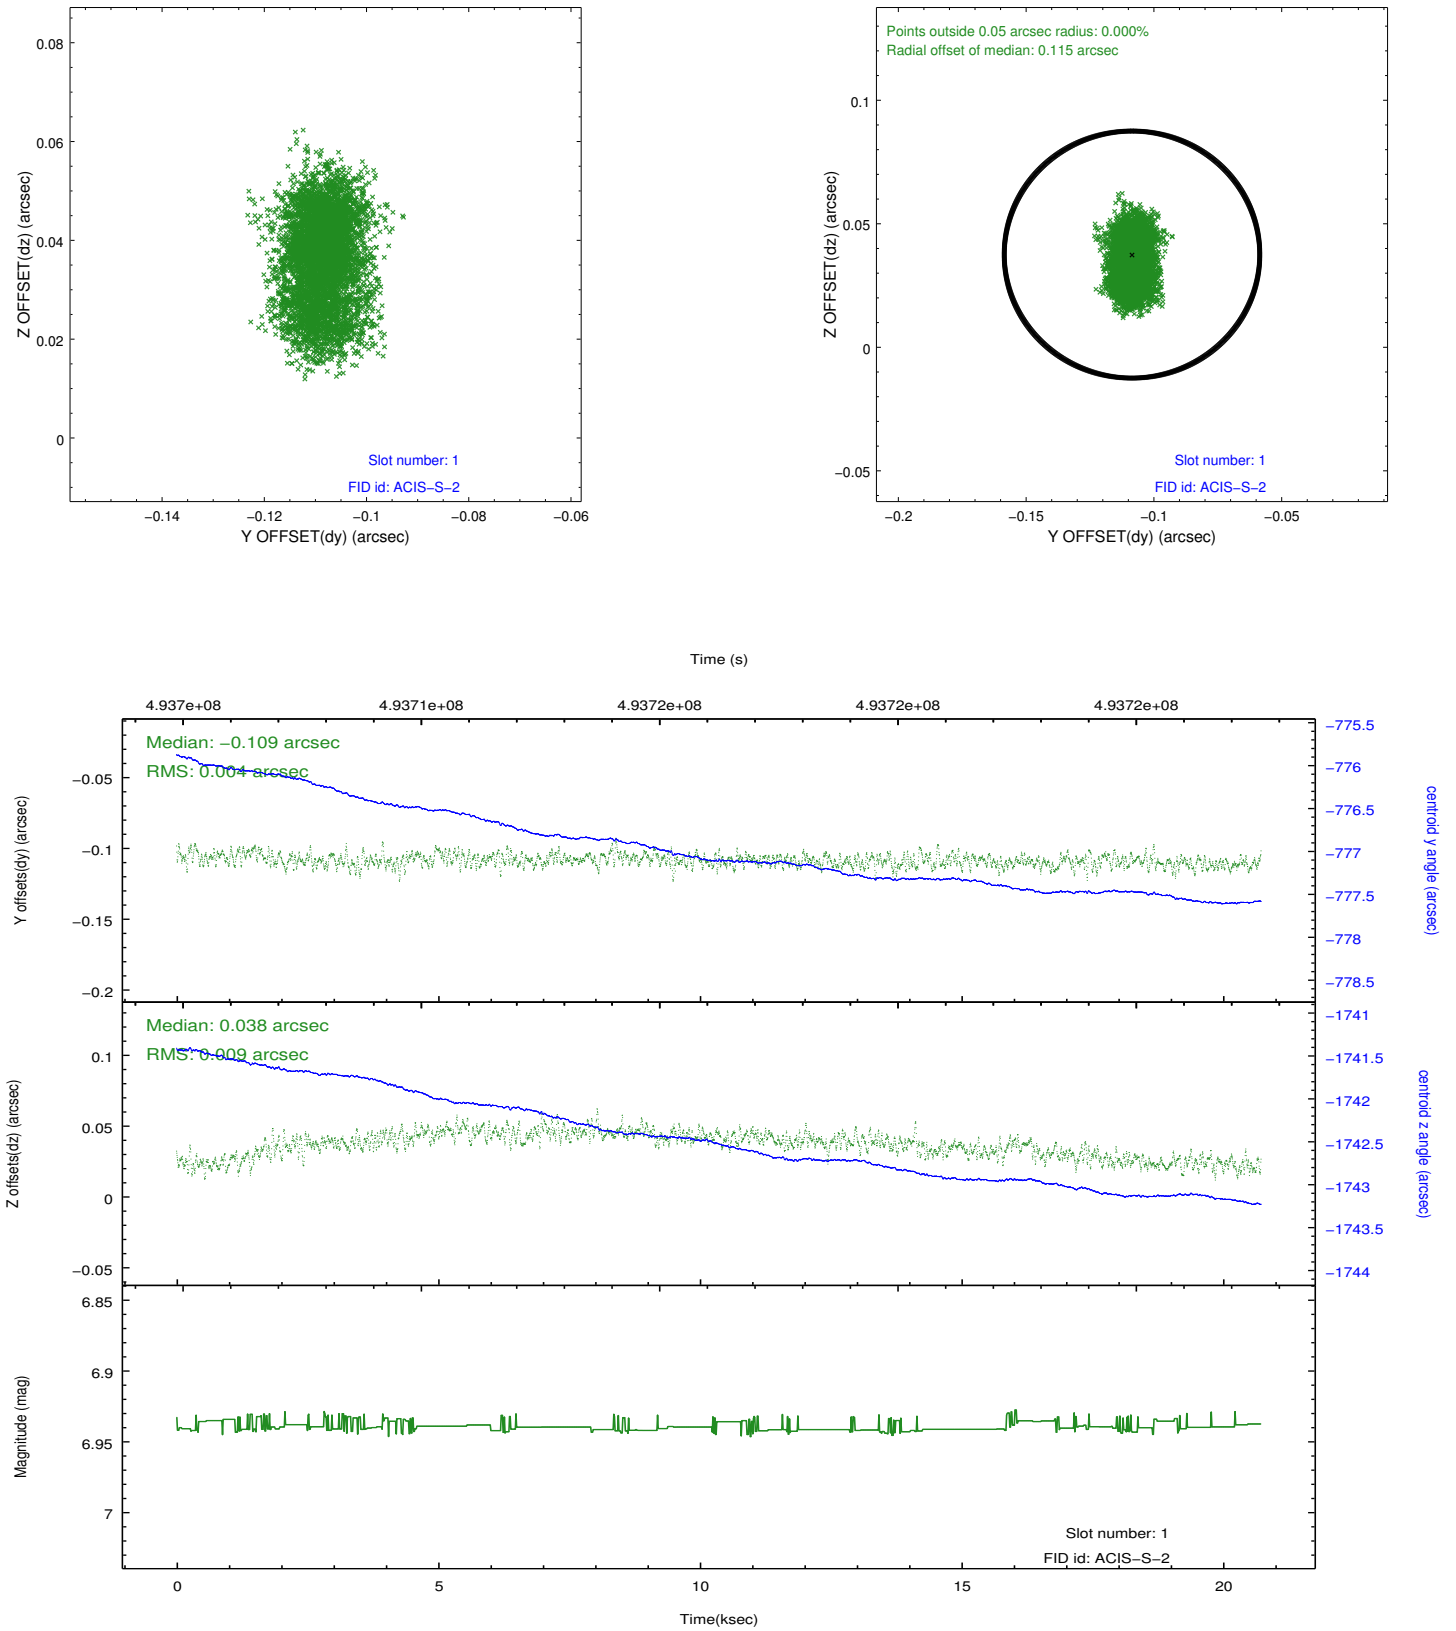 0.08
0.06
0.04
0.02
0
Z OFFSET(dz) (arcsec)
Slot number: 1
FID id: ACIS−S−2
−0.14 −0.12 −0.1 −0.08 −0.06
Y OFFSET(dy) (arcsec)
Points outside 0.05 arcsec radius: 0.000%
Radial offset of median: 0.115 arcsec
0.1
0.05
0
−0.05
Z OFFSET(dz) (arcsec)
Slot number: 1
FID id: ACIS−S−2
−0.2 −0.15 −0.1 −0.05
Y OFFSET(dy) (arcsec)
Time (s)
4.937e+08 4.9371e+08 4.9372e+08 4.9372e+08 4.9372e+08
Median: −0.109 arcsec
RMS: 0.004 arcsec
−0.05
−0.1
−0.15
−0.2
Y offsets(dy) (arcsec)
−775.5
−776
−776.5
−777
−777.5
−778
−778.5
centroid y angle (arcsec)
Median: 0.038 arcsec
RMS: 0.009 arcsec
0.1
0.05
0
−0.05
Z offsets(dz) (arcsec)
−1741
−1741.5
−1742
−1742.5
−1743
−1743.5
−1744
centroid z angle (arcsec)
6.85
6.9
6.95
7
Magnitude (mag)
Slot number: 1
FID id: ACIS−S−2
0 5 10 15 20
Time(ksec)